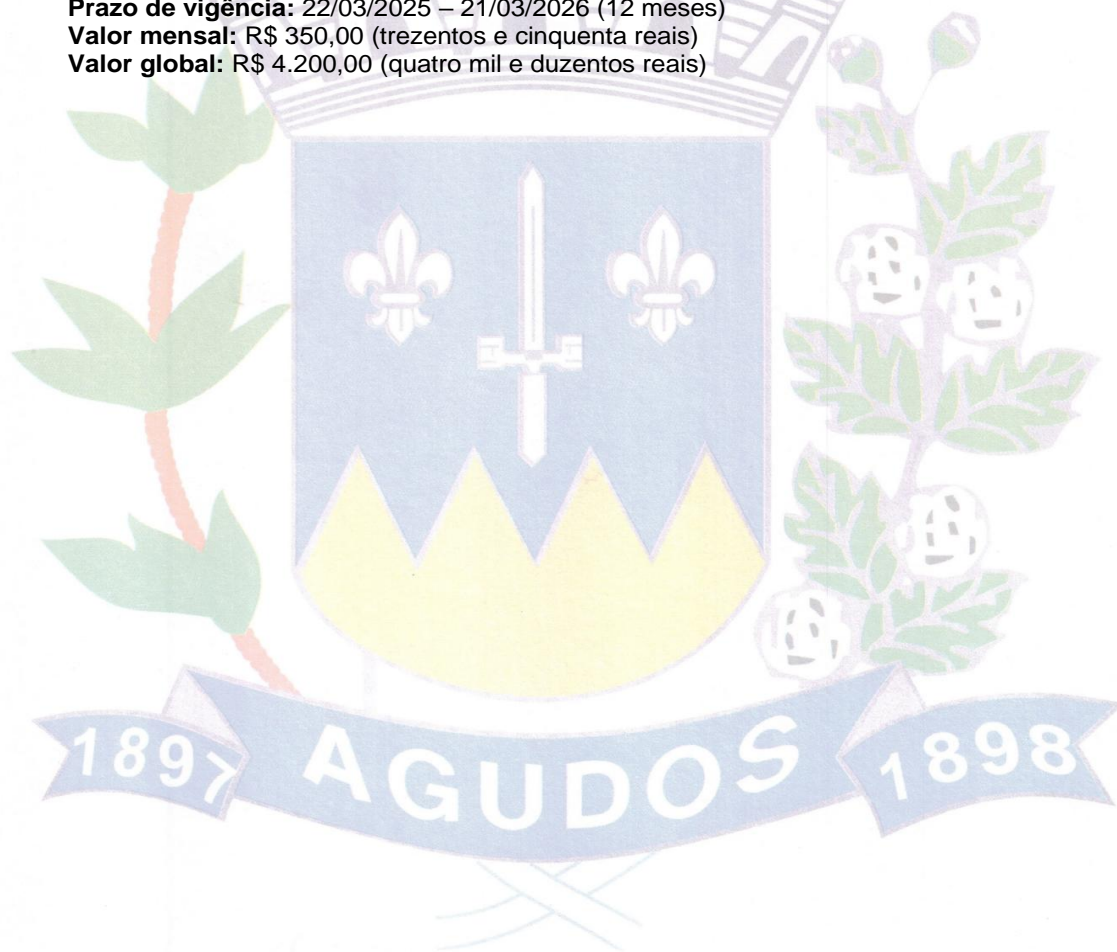 Prazo de vigência: 22/03/2025 – 21/03/2026 (12 meses)
Valor mensal: R$ 350,00 (trezentos e cinquenta reais)
Valor global: R$ 4.200,00 (quatro mil e duzentos reais)
1897 AGUDOS 1898